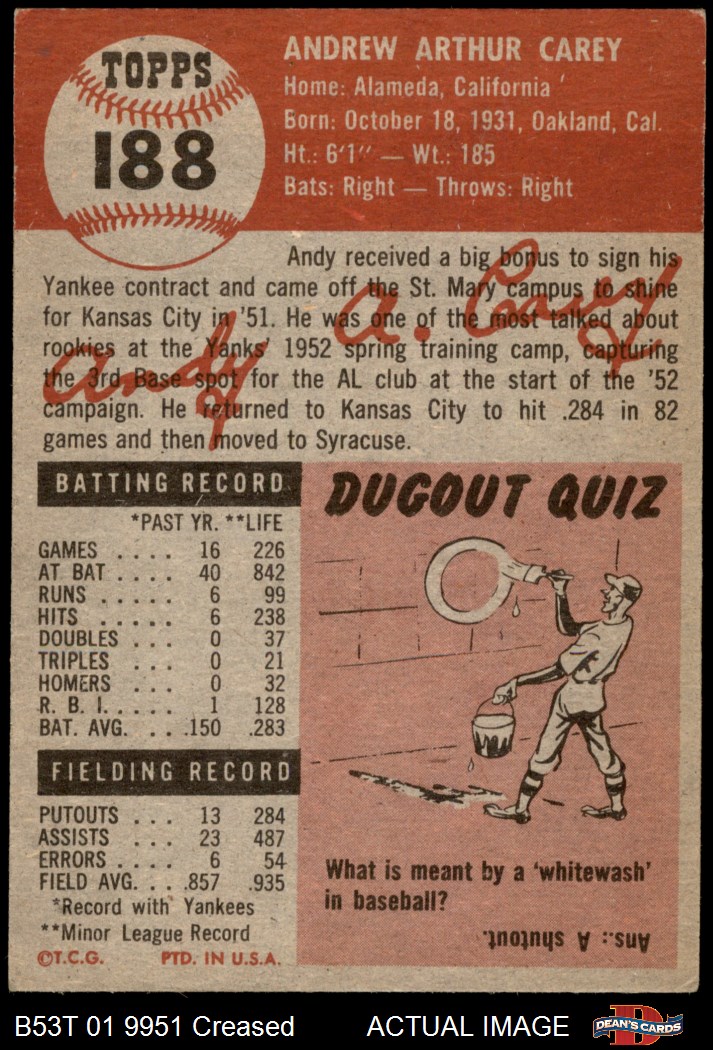 TOPPS
188
ANDREW ARTHUR CAREY
Home: Alameda, California
Born: October 18, 1931, Oakland, Cal.
Ht.: 6'1" — Wt.: 185
Bats: Right — Throws: Right
Andy received a big bonus to sign his
Yankee contract and came off the St. Mary campus to shine
for Kansas City in '51. He was one of the most talked about
rookies at the Yanks' 1952 spring training camp, capturing
the 3rd Base spot for the AL club at the start of the '52
campaign. He returned to Kansas City to hit .284 in 82
games and then moved to Syracuse.
Andy A. Carey
BATTING RECORD
*PAST YR. **LIFE
GAMES . . . . 16 226
AT BAT . . . . 40 842
RUNS . . . . . 6 99
HITS . . . . . 6 238
DOUBLES . . . 0 37
TRIPLES . . . 0 21
HOMERS . . . 0 32
R. B. I. . . . . 1 128
BAT. AVG. . . .150 .283
FIELDING RECORD
PUTOUTS . . . 13 284
ASSISTS . . . 23 487
ERRORS . . . . 6 54
FIELD AVG. . . .857 .935
*Record with Yankees
**Minor League Record
©T.C.G. PTD. IN U.S.A.
DUGOUT QUIZ
What is meant by a 'whitewash'
in baseball?
Ans.: A shutout.
B53T 01 9951 Creased ACTUAL IMAGE
D
DEAN'S CARDS